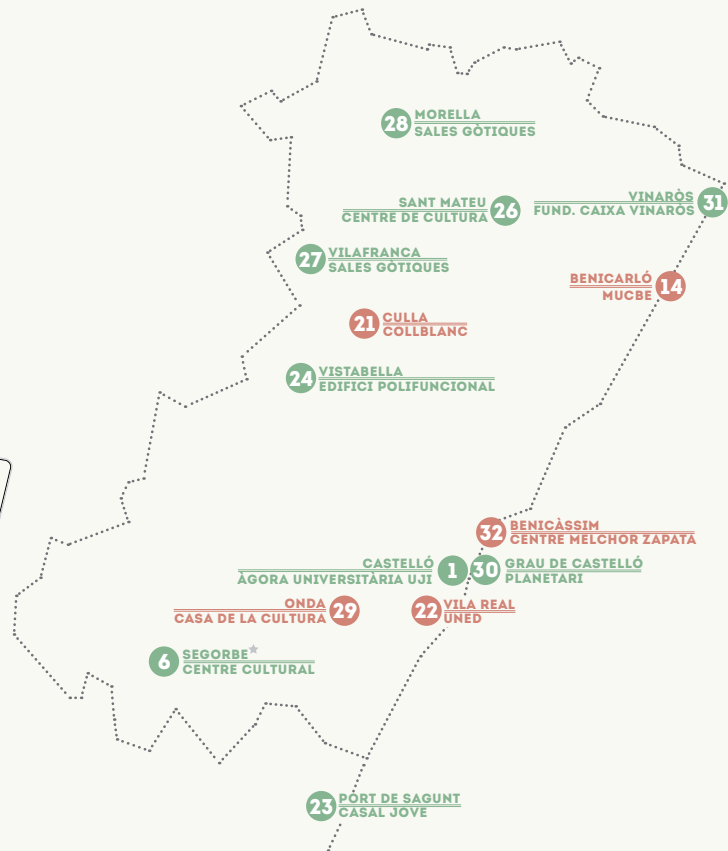 28
MORELLA
SALES GÒTIQUES
SANT MATEU
CENTRE DE CULTURA
26
VINARÒS
FUND. CAIXA VINARÒS
31
27
VILAFRANCA
SALES GÒTIQUES
BENICARLÓ
MUCBE
14
21
CULLA
COLLBLANC
24
VISTABELLA
EDIFICI POLIFUNCIONAL
32
BENICÀSSIM
CENTRE MELCHOR ZAPATA
CASTELLÓ
ÀGORA UNIVERSITÀRIA UJI
1
30
GRAU DE CASTELLÓ
PLANETARI
ONDA
CASA DE LA CULTURA
29
22
VILA REAL
UNED
6
SEGORBE
CENTRE CULTURAL
23
PORT DE SAGUNT
CASAL JOVE